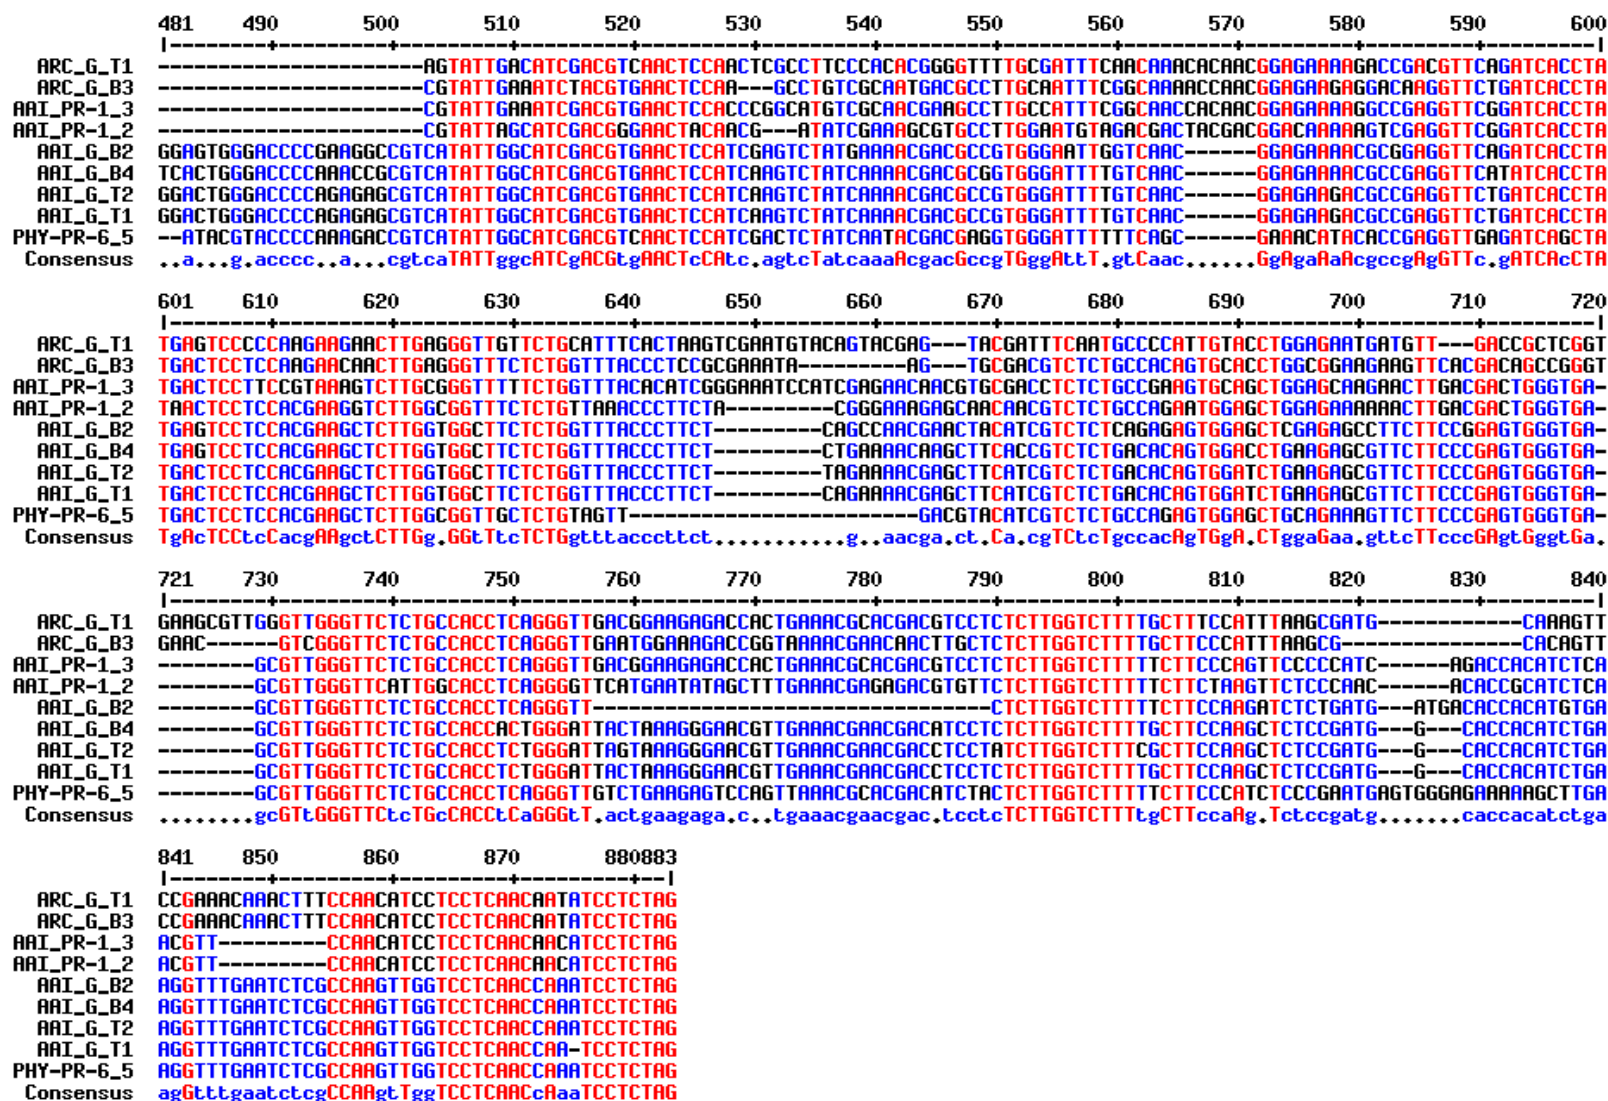 481 490 500 510 520 530 540 550 560 570 580 590 600
|--------+---------+---------+---------+---------+---------+---------+---------+---------+---------+---------+---------|
ARC_G_T1 ----------------------AGTATTGACATCGACGTCAACTCCAACTCGCCTTCCCACACGGGGTTTTGCGATTTCAACAAACACAACGGAGAAAAGACCGACGTTCAGATCACCTA
ARC_G_B3 ----------------------CGTATTGAAATCTACGTGAACTCCAA---GCCTGTCGCAATGACGCCTTGCAATTTCGGCAAAACCAACGGAGAAGAGGACAAGGTTCTGATCACCTA
AAI_PR-1_3 ----------------------CGTATTGAAATCGACGTGAACTCCACCCGGCATGTCGCAACGAAGCCTTGCCATTTCGGCAACCACAACGGAGAAAAGGCCGAGGTTCGGATCACCTA
AAI_PR-1_2 ----------------------CGTATTAGCATCGACGGGAACTACAACG---ATATCGAAAGCGTGCCTTGGAATGTAGACGACTACGACGGACAAAAGTCGAGGTTCGGATCACCTA
AAI_G_B2 GGAGTGGGACCCCGAAGGCCGTCATATTGGCATCGACGTGAACTCCATCGAGTCTATGAAAACGACGCCGTGGGAATTGGTCAAC------GGAGAAAACGCGGAGGTTCAGATCACCTA
AAI_G_B4 TCACTGGGACCCCAAACCGCGTCATATTGGCATCGACGTGAACTCCATCAAGTCTATCAAAACGACGCGGTGGGATTTTGTCAAC------GGAGAAAACGCCGAGGTTCATATCACCTA
AAI_G_T2 GGACTGGGACCCCAGAGAGCGTCATATTGGCATCGACGTGAACTCCATCAAGTCTATCAAAACGACGCCGTGGGATTTTGTCAAC------GGAGAAGACGCCGAGGTTCTGATCACCTA
AAI_G_T1 GGACTGGGACCCCAGAGAGCGTCATATTGGCATCGACGTGAACTCCATCAAGTCTATCAAAACGACGCCGTGGGATTTTGTCAAC------GGAGAAGACGCCGAGGTTCTGATCACCTA
PHY-PR-6_5 --ATACGTACCCCAAAGACCGTCATATTGGCATCGACGTCAACTCCATCGACTCTATCAATACGACGAGGTGGGATTTTTTCAGC------GAAACATACACCGAGGTTGAGATCAGCTA
Consensus ..a...g.acccc..a...cgtcaTATTggcATCgACGtgAACTcCAtc.agtcTatcaaaAcgacGccgTgggAttT.gtCaac......GgAgaAaAcgccgAgGTTc.gATCAcCTA
601 610 620 630 640 650 660 670 680 690 700 710 720
|--------+---------+---------+---------+---------+---------+---------+---------+---------+---------+---------+---------|
ARC_G_T1 TGAGTCCCCCAAGAAGAACTTGAGGGTTGTTCTGCATTTCACTAAGTCGAATGTACAGTACGAG---TACGATTTCAATGCCCCATTGTACCTGGAGAATGATGTT---GACCGCTCGGT
ARC_G_B3 TGACTCCTCCAAGAACAACTTGAGGGTTTCTCTGGTTTACCCTCCGCGAAATA---------AG---TGCGACGTCTCTGCCACAGTGCACCTGGCGGAAGAAGTTCACGACAGCCGGGT
AAI_PR-1_3 TGACTCCTTCCGTAAAGTCTTGCGGGTTTTTCTGGTTTACACATCGGGAAATCCATCGAGAACAACGTGCGACCTCTCTGCCGAAGTGCAGCTGGAGCAAGAACTTGACGACTGGGTGA-
AAI_PR-1_2 TAACTCCTCCACGAAGGTCTTGGCGGTTTCTCTGTTAAACCCTTCTA---------CGGGAAAGAGCAACAACGTCTCTGCCAGAATGGAGCTGGAGAAAAAACTTGACGACTGGGTGA-
AAI_G_B2 TGAGTCCTCCACGAAGCTCTTGGTGGCTTCTCTGGTTTACCCTTCT---------CAGCCAACGAACTACATCGTCTCTCAGAGAGTGGAGCTCGAGAGCCTTCTTCCGGAGTGGGTGA-
AAI_G_B4 TGAGTCCTCCACGAAGCTCTTGGTGGCTTCTCTGGTTTACCCTTCT---------CTGAAAACAAGCTTCACCGTCTCTGACACAGTGGACCTGAAGAGCGTTCTTCCCGAGTGGGTGA-
AAI_G_T2 TGACTCCTCCACGAAGCTCTTGGTGGCTTCTCTGGTTTACCCTTCT---------TAGAAAACGAGCTTCATCGTCTCTGACACAGTGGATCTGAAGAGCGTTCTTCCCGAGTGGGTGA-
AAI_G_T1 TGACTCCTCCACGAAGCTCTTGGTGGCTTCTCTGGTTTACCCTTCT---------CAGAAAACGAGCTTCATCGTCTCTGACACAGTGGATCTGAAGAGCGTTCTTCCCGAGTGGGTGA-
PHY-PR-6_5 TGACTCCTCCACGAAGCTCTTGGCGGTTGCTCTGTAGTT------------------------GACGTACATCGTCTCTGCCAGAGTGGAGCTGCAGAAAGTTCTTCCCGAGTGGGTGA-
Consensus TgAcTCCtcCacgAAgctCTTGg.GGtTtcTCTGgtttacccttct...........g..aacga.ct.Ca.cgTCtcTgccacAgTGgA.CTggaGaa.gttcTTcccGAgtGggtGa.
721 730 740 750 760 770 780 790 800 810 820 830 840
|--------+---------+---------+---------+---------+---------+---------+---------+---------+---------+---------+---------|
ARC_G_T1 GAAGCGTTGGGTTGGGTTCTCTGCCACCTCAGGGTTGACGGAAGAGACCACTGAAACGCACGACGTCCTCTCTTGGTCTTTTGCTTTCCATTTAAGCGATG------------CAAAGTT
ARC_G_B3 GAAC------GTCGGGTTCTCTGCCACCTCAGGGTTGAATGGAAAGACCGGTAAAACGAACAACTTGCTCTCTTGGTCTTTTGCTTCCCATTTAAGCG---------------CACAGTT
AAI_PR-1_3 --------GCGTTGGGTTCTCTGCCACCTCAGGGTTGACGGAAGAGACCACTGAAACGCACGACGTCCTCTCTTGGTCTTTTTCTTCCCAGTTCCCCCATC------AGACCACATCTCA
AAI_PR-1_2 --------GCGTTGGGTTCATTGGCACCTCAGGGGTTCATGAATATAGCTTTGAAACGAGAGACGTGTTCTCTTGGTCTTTTTCTTCTAAGTTCTCCCAAC------ACACCGCATCTCA
AAI_G_B2 --------GCGTTGGGTTCTCTGCCACCTCAGGGTT---------------------------------CTCTTGGTCTTTTTCTTCCAAGATCTCTGATG---ATGACACCACATGTGA
AAI_G_B4 --------GCGTTGGGTTCTCTGCCACCACTGGGATTACTAAAGGGAACGTTGAAACGAACGACATCCTCTCTTGGTCTTTTGCTTCCAAGCTCTCCGATG---G---CACCACATCTGA
AAI_G_T2 --------GCGTTGGGTTCTCTGCCACCTCTGGGATTAGTAAAGGGAACGTTGAAACGAACGACCTCCTATCTTGGTCTTTCGCTTCCAAGCTCTCCGATG---G---CACCACATCTGA
AAI_G_T1 --------GCGTTGGGTTCTCTGCCACCTCTGGGATTACTAAAGGGAACGTTGAAACGAACGACCTCCTCTCTTGGTCTTTTGCTTCCAAGCTCTCCGATG---G---CACCACATCTGA
PHY-PR-6_5 --------GCGTTGGGTTCTCTGCCACCTCAGGGTTGTCTGAAGAGTCCAGTTAAACGCACGACATCTACTCTTGGTCTTTTTCTTCCCATCTCCCGAATGAGTGGGAGAAAAAGCTTGA
Consensus ........gcGTtGGGTTCtcTGcCACCtCaGGGtT.actgaagaga.c..tgaaacgaacgac.tcctcTCTTGGTCTTTtgCTTccaAg.Tctccgatg.......caccacatctga
841 850 860 870 880883
|--------+---------+---------+---------+--|
ARC_G_T1 CCGAAACAAACTTTCCAACATCCTCCTCAACAATATCCTCTAG
ARC_G_B3 CCGAAACAAACTTTCCAACATCCTCCTCAACAATATCCTCTAG
AAI_PR-1_3 ACGTT---------CCAACATCCTCCTCAACAACATCCTCTAG
AAI_PR-1_2 ACGTT---------CCAACATCCTCCTCAACAACATCCTCTAG
AAI_G_B2 AGGTTTGAATCTCGCCAAGTTGGTCCTCAACCAAATCCTCTAG
AAI_G_B4 AGGTTTGAATCTCGCCAAGTTGGTCCTCAACCAAATCCTCTAG
AAI_G_T2 AGGTTTGAATCTCGCCAAGTTGGTCCTCAACCAAATCCTCTAG
AAI_G_T1 AGGTTTGAATCTCGCCAAGTTGGTCCTCAACCAA-TCCTCTAG
PHY-PR-6_5 AGGTTTGAATCTCGCCAAGTTGGTCCTCAACCAAATCCTCTAG
Consensus agGtttgaatctcgCCAAgtTggTCCTCAACcAaaTCCTCTAG